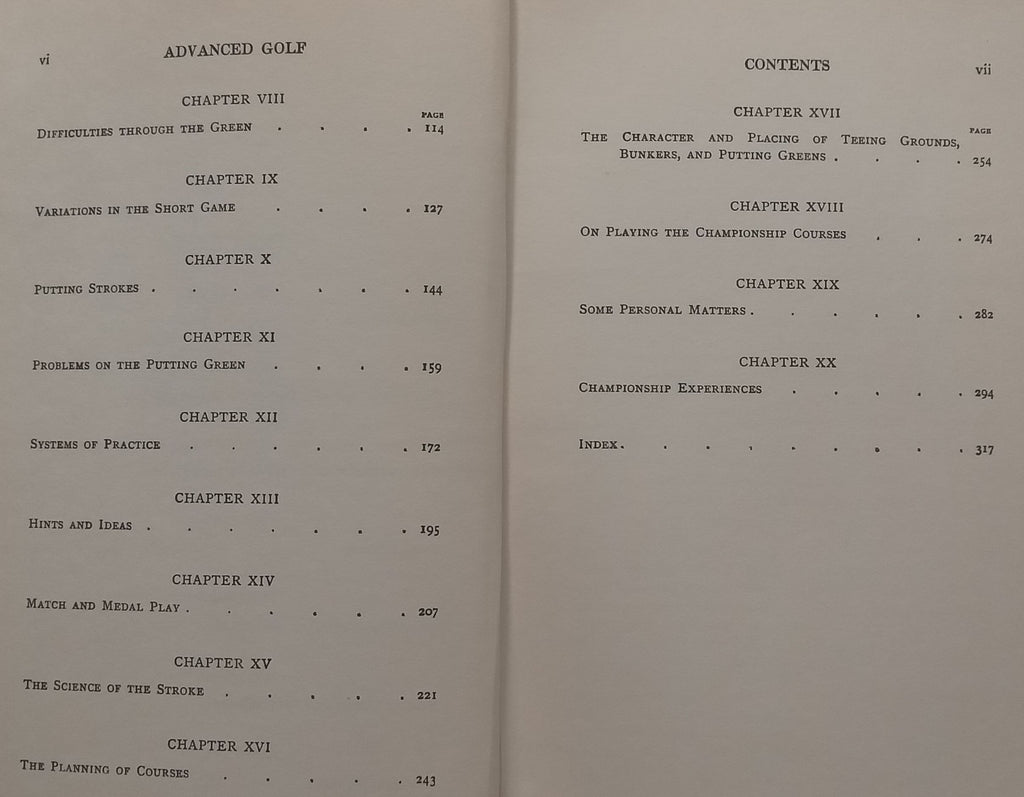 vi
ADVANCED GOLF
CHAPTER VIII
PAGE
DIFFICULTIES THROUGH THE GREEN . . . . 114
CHAPTER IX
VARIATIONS IN THE SHORT GAME . . . . 127
CHAPTER X
PUTTING STROKES . . . . . . . 144
CHAPTER XI
PROBLEMS ON THE PUTTING GREEN . . . . 159
CHAPTER XII
SYSTEMS OF PRACTICE . . . . . . 172
CHAPTER XIII
HINTS AND IDEAS . . . . . . . 195
CHAPTER XIV
MATCH AND MEDAL PLAY . . . . . . 207
CHAPTER XV
THE SCIENCE OF THE STROKE . . . . . 221
CHAPTER XVI
THE PLANNING OF COURSES . . . . . 243
CONTENTS
vii
CHAPTER XVII
PAGE
THE CHARACTER AND PLACING OF TEEING GROUNDS,
BUNKERS, AND PUTTING GREENS . . . . 254
CHAPTER XVIII
ON PLAYING THE CHAMPIONSHIP COURSES . . . 274
CHAPTER XIX
SOME PERSONAL MATTERS . . . . . . 282
CHAPTER XX
CHAMPIONSHIP EXPERIENCES . . . . . 294
INDEX . . . . . . . . . 317